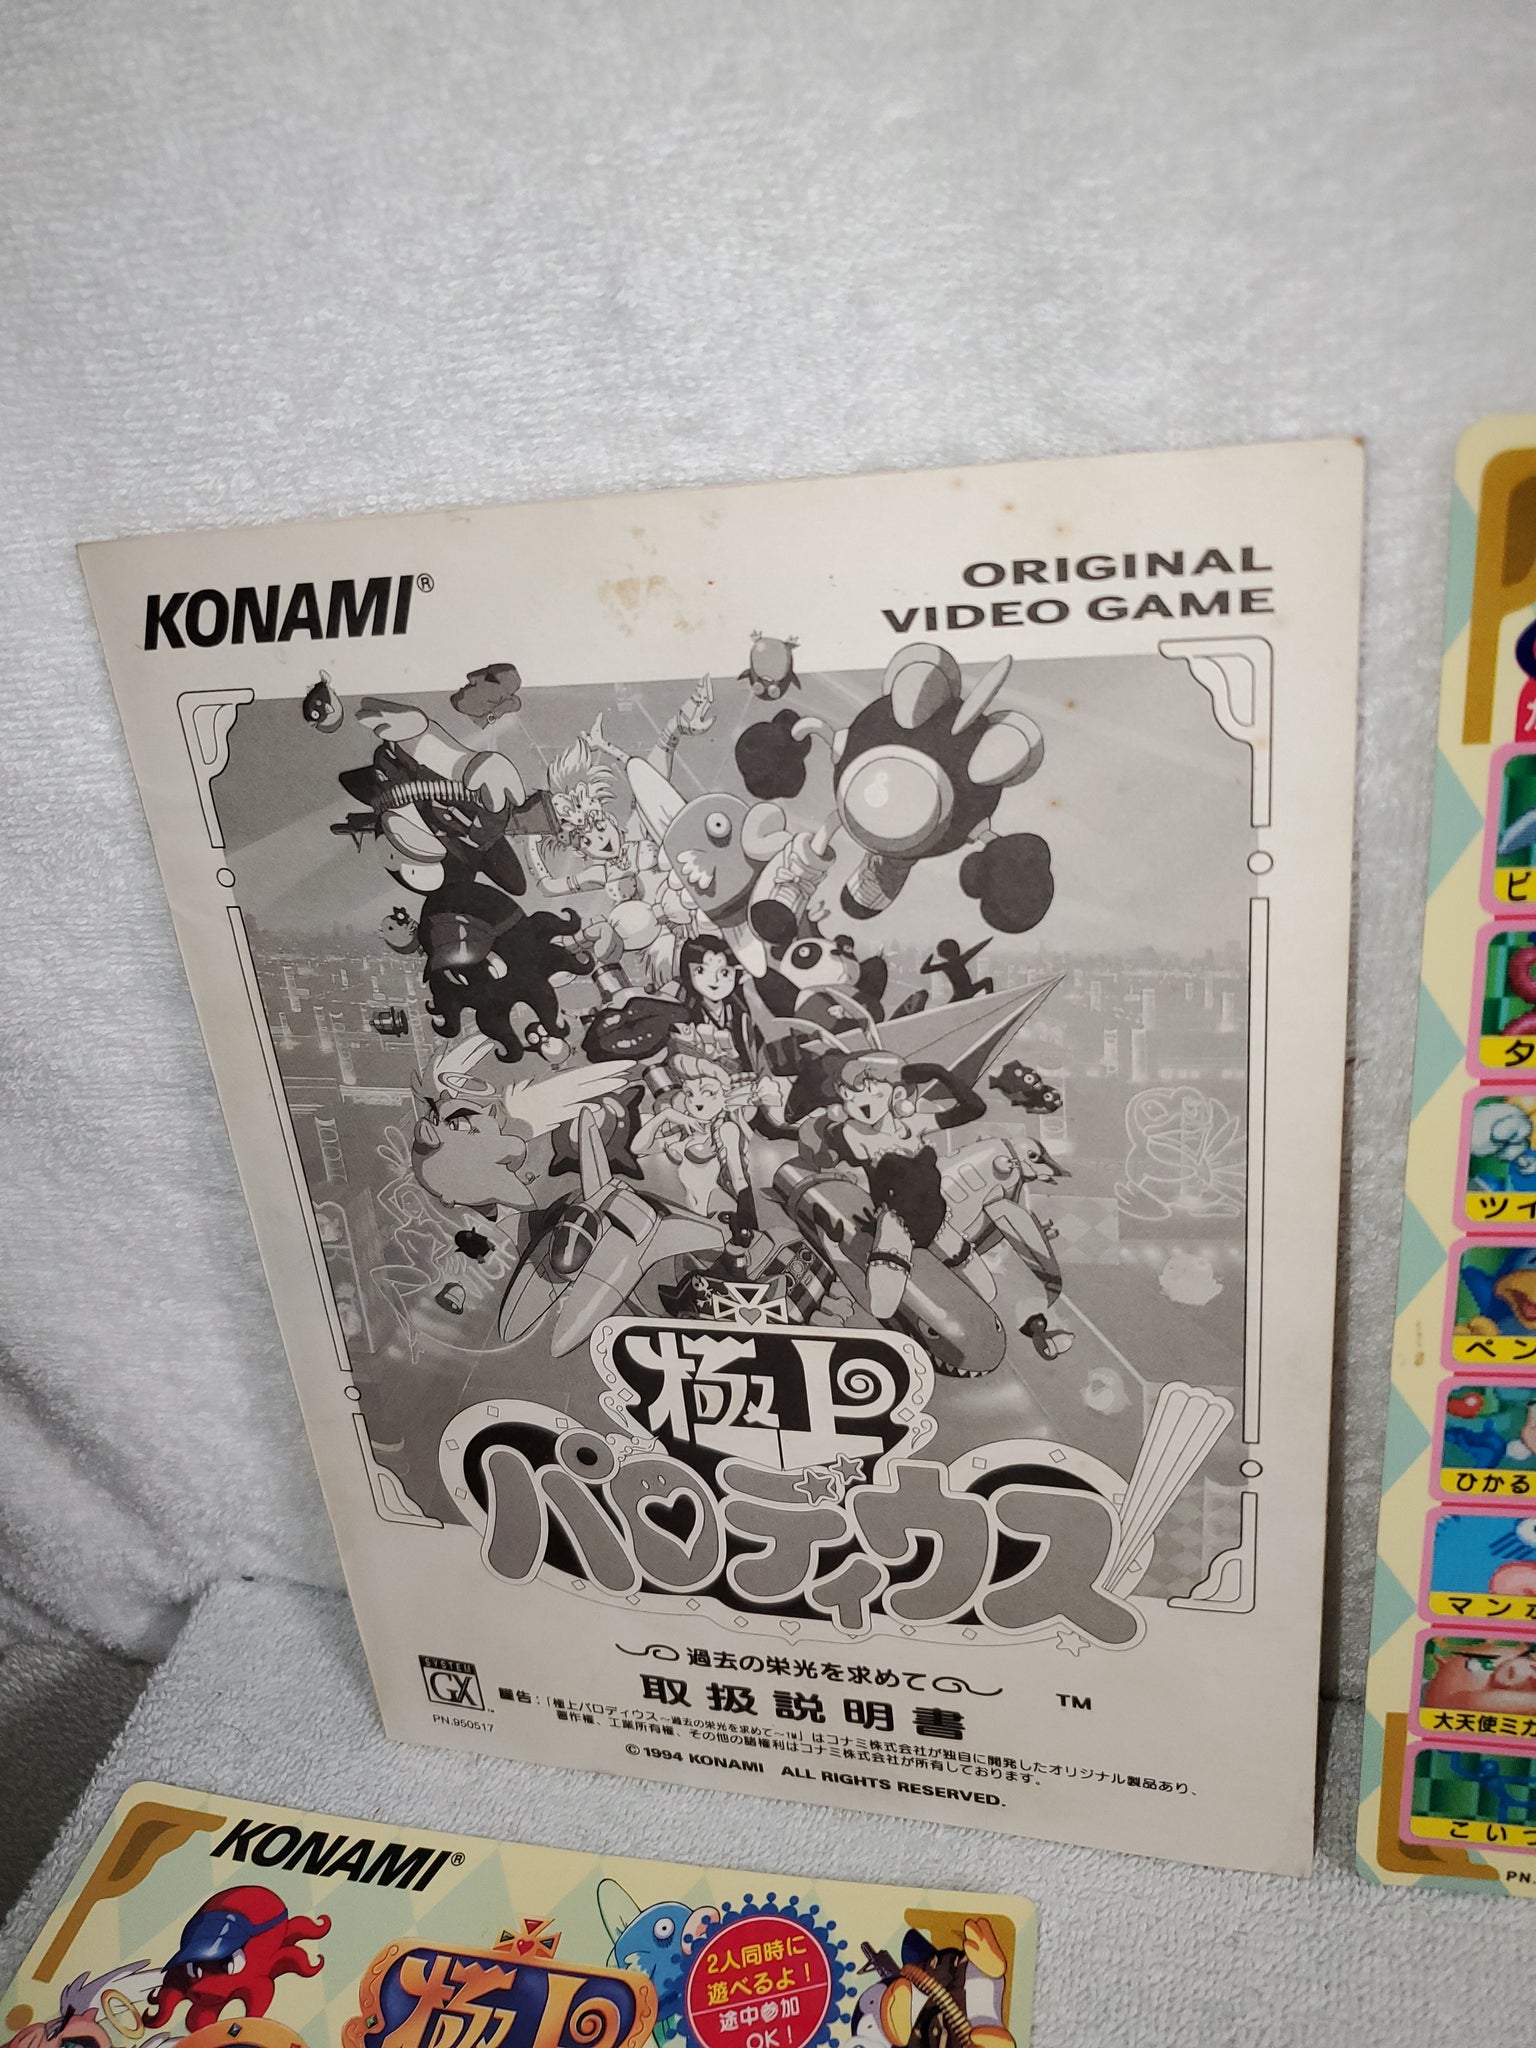 KONAMI®
ORIGINAL
VIDEO GAME
極上
パロディウス
過去の栄光を求めて
取扱説明書
TM
SYSTEM
GX
PN.950517
警告:「極上パロディウス~過去の栄光を求めて~TM」はコナミ株式会社が独自に開発したオリジナル製品あり、
著作権、工業所有権、その他の諸権利はコナミ株式会社が所有しております。
© 1994 KONAMI ALL RIGHTS RESERVED.
KONAMI®
極上
2人同時に
遊べるよ!
途中参加
OK!
ビ
タ
ツイ
ペン
ひかる
マン
大天使ミカ
こいつ
PN.